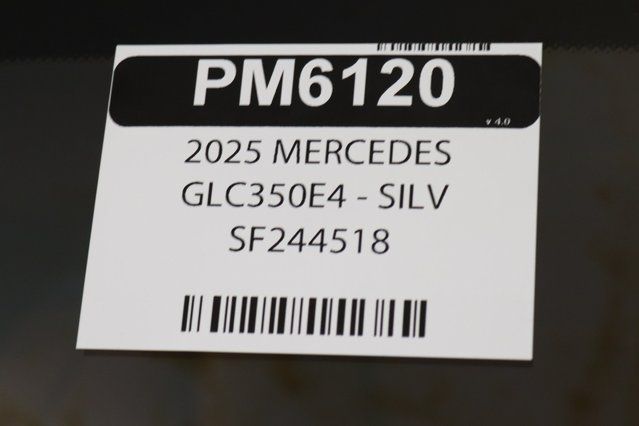 PM6120
v 4.0
2025 MERCEDES
GLC350E4 - SILV
SF244518